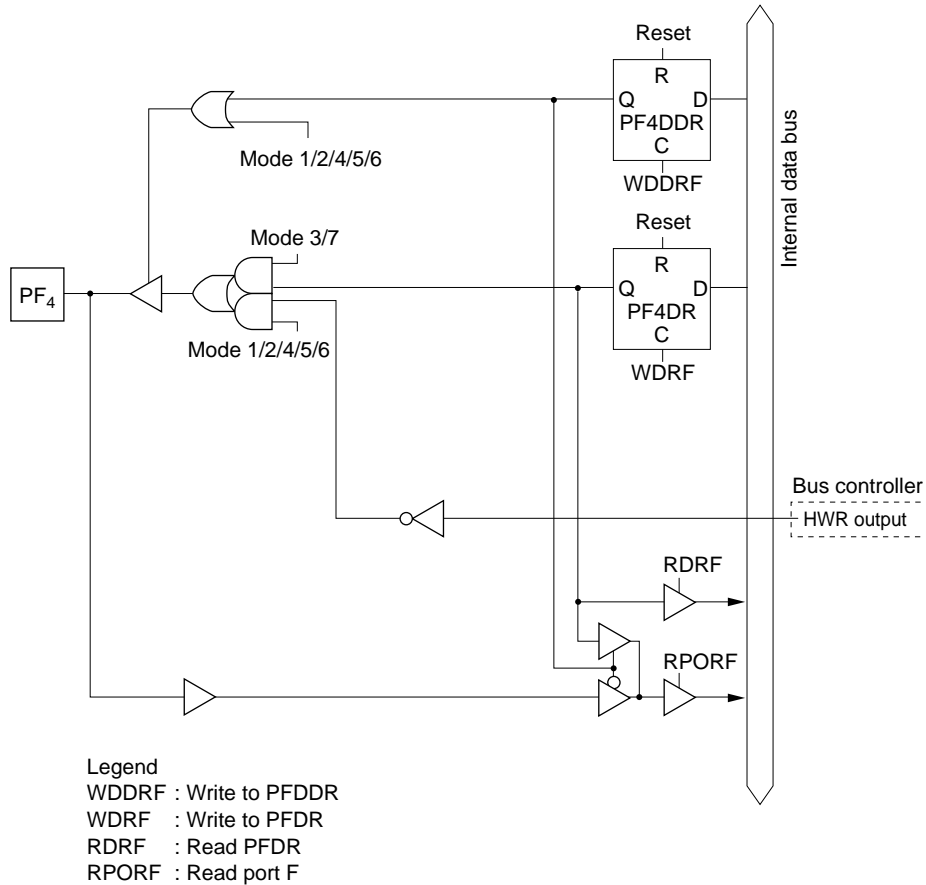 Reset
R
Q D
PF4DDR
C
WDDRF
Mode 1/2/4/5/6
Internal data bus
Reset
R
Q D
PF4DR
C
WDRF
Mode 3/7
PF₄
Mode 1/2/4/5/6
Bus controller
HWR output
RDRF
RPORF
Legend
WDDRF : Write to PFDDR
WDRF : Write to PFDR
RDRF : Read PFDR
RPORF : Read port F